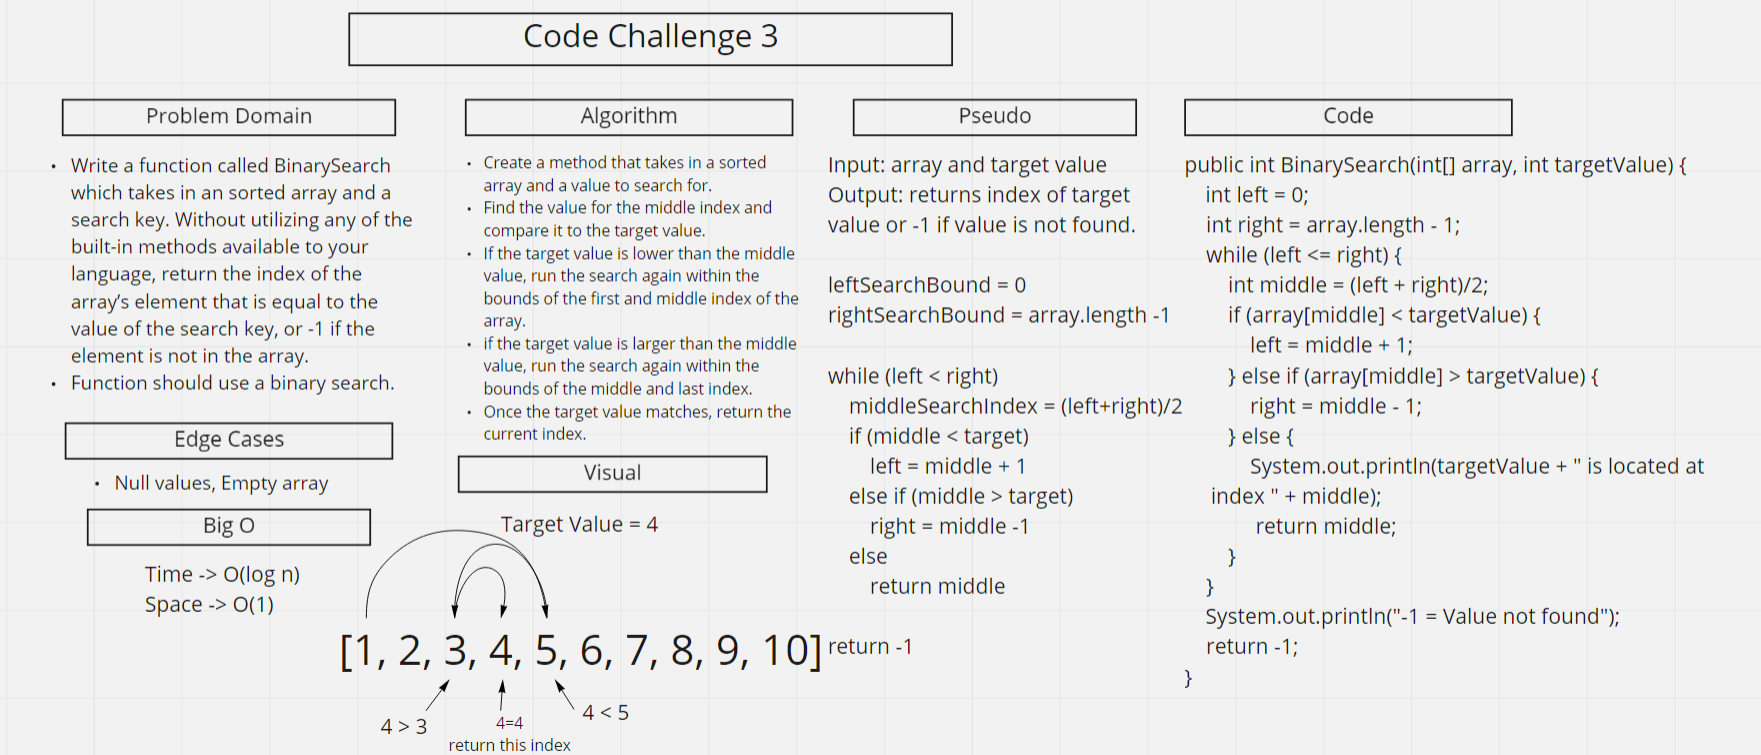 Code Challenge 3
Problem Domain
• Write a function called BinarySearch
which takes in an sorted array and a
search key. Without utilizing any of the
built-in methods available to your
language, return the index of the
array’s element that is equal to the
value of the search key, or -1 if the
element is not in the array.
• Function should use a binary search.
Edge Cases
• Null values, Empty array
Big O
Time -> O(log n)
Space -> O(1)
Algorithm
• Create a method that takes in a sorted
array and a value to search for.
• Find the value for the middle index and
compare it to the target value.
• If the target value is lower than the middle
value, run the search again within the
bounds of the first and middle index of the
array.
• if the target value is larger than the middle
value, run the search again within the
bounds of the middle and last index.
• Once the target value matches, return the
current index.
Visual
Target Value = 4
[1, 2, 3, 4, 5, 6, 7, 8, 9, 10]
4 > 3
4=4
return this index
4 < 5
Pseudo
Input: array and target value
Output: returns index of target
value or -1 if value is not found.
leftSearchBound = 0
rightSearchBound = array.length -1
while (left < right)
middleSearchIndex = (left+right)/2
if (middle < target)
left = middle + 1
else if (middle > target)
right = middle -1
else
return middle
return -1
Code
public int BinarySearch(int[] array, int targetValue) {
int left = 0;
int right = array.length - 1;
while (left <= right) {
int middle = (left + right)/2;
if (array[middle] < targetValue) {
left = middle + 1;
} else if (array[middle] > targetValue) {
right = middle - 1;
} else {
System.out.println(targetValue + " is located at
index " + middle);
return middle;
}
}
System.out.println("-1 = Value not found");
return -1;
}